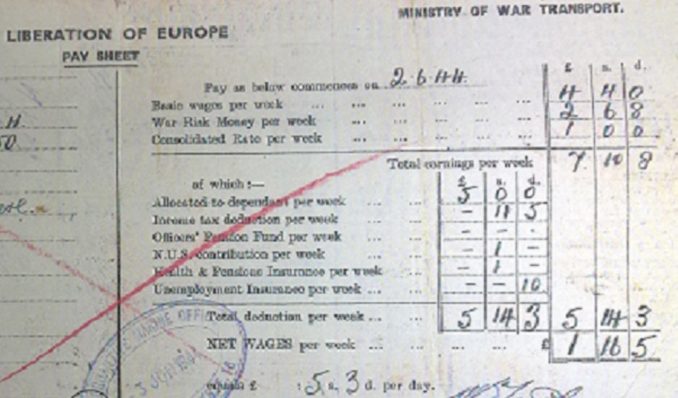 MINISTRY OF WAR TRANSPORT.
LIBERATION OF EUROPE
PAY SHEET
Pay as below commences on 2.6.44
£ s. d.
Basic wages per week ... ... ... ... ... 4 4 0
War Risk Money per week ... ... ... ... 2 6 8
Consolidated Rate per week ... ... ... ... 1 0 0
Total earnings per week 7 10 8
of which:— £ s. d.
Allocated to dependant per week ... 5 0 0
Income tax deduction per week ... – 11 5
Officers' Pension Fund per week ... – - -
N.U.S. contribution per week ... – 1 –
Health & Pensions Insurance per week – 1 –
Unemployment Insurance per week ... – – 10
Total deduction per week ... 5 14 3 5 14 3
NET WAGES per week ... ... ... ... £ 1 16 5
equals £ : 5 s. 3 d. per day.